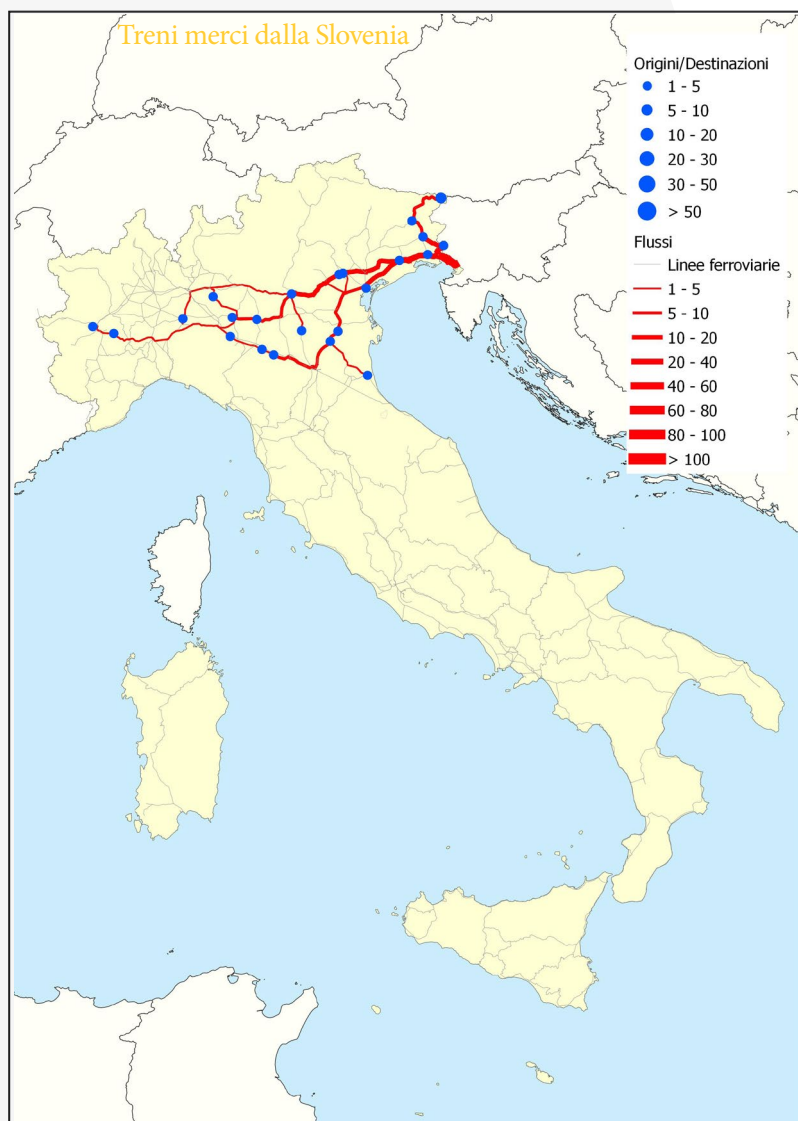 Treni merci dalla Slovenia
Origini/Destinazioni
1 - 5
5 - 10
10 - 20
20 - 30
30 - 50
> 50
Flussi
Linee ferroviarie
1 - 5
5 - 10
10 - 20
20 - 40
40 - 60
60 - 80
80 - 100
> 100